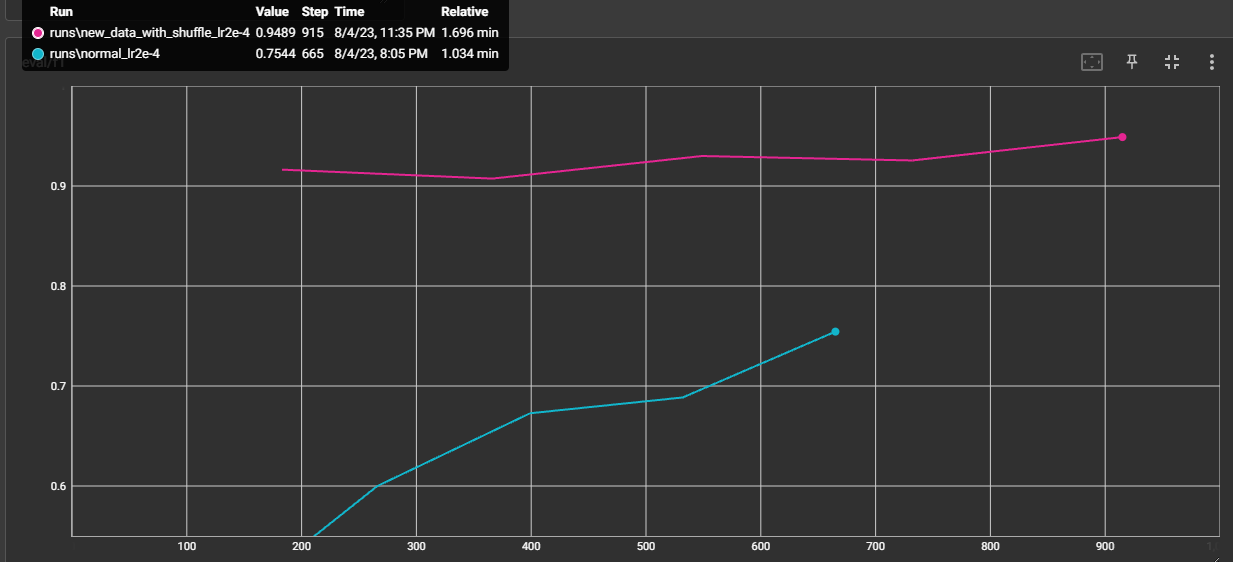 Run Value Step Time Relative
runs\new_data_with_shuffle_lr2e-4 0.9489 915 8/4/23, 11:35 PM 1.696 min
runs\normal_lr2e-4 0.7544 665 8/4/23, 8:05 PM 1.034 min
eval/f1
0.9
0.8
0.7
0.6
100 200 300 400 500 600 700 800 900